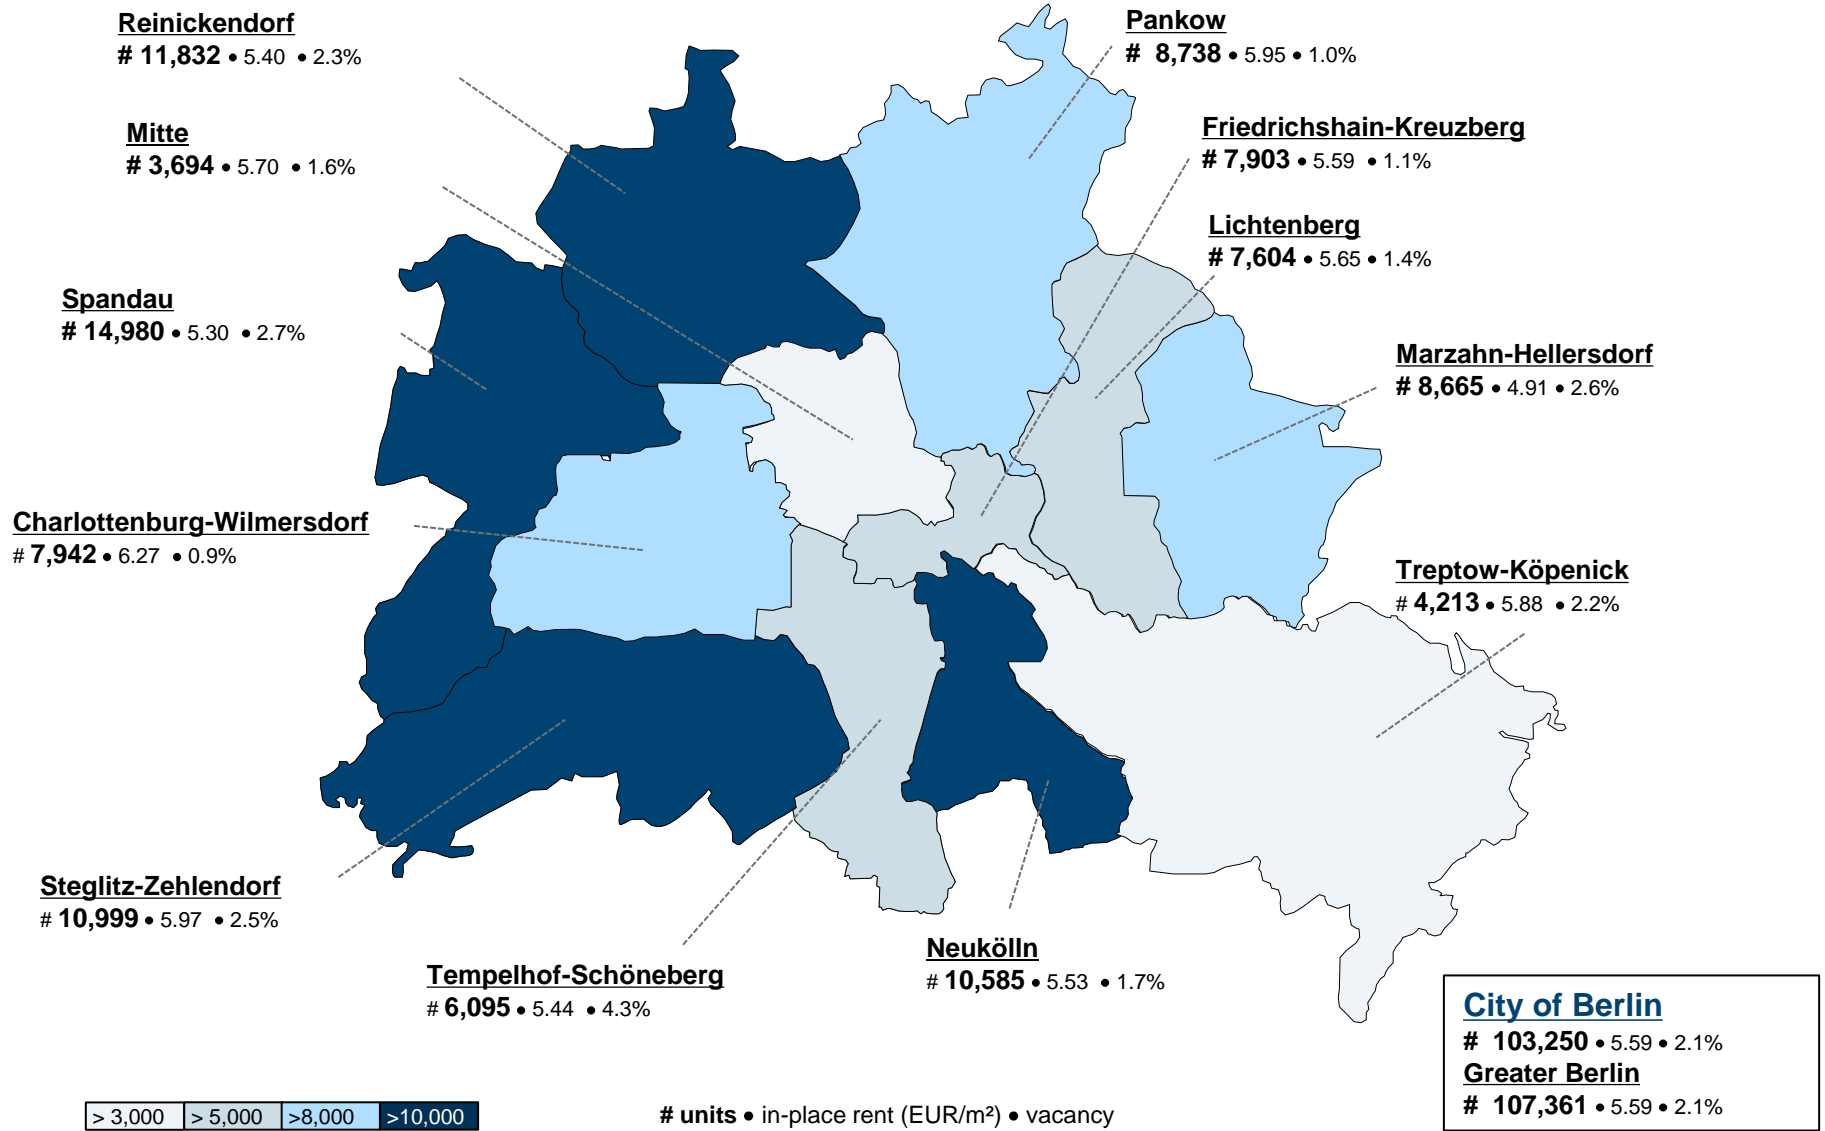 Reinickendorf
# 11,832 • 5.40 • 2.3%
Mitte
# 3,694 • 5.70 • 1.6%
Spandau
# 14,980 • 5.30 • 2.7%
Charlottenburg-Wilmersdorf
# 7,942 • 6.27 • 0.9%
Steglitz-Zehlendorf
# 10,999 • 5.97 • 2.5%
Tempelhof-Schöneberg
# 6,095 • 5.44 • 4.3%
Neukölln
# 10,585 • 5.53 • 1.7%
Pankow
# 8,738 • 5.95 • 1.0%
Friedrichshain-Kreuzberg
# 7,903 • 5.59 • 1.1%
Lichtenberg
# 7,604 • 5.65 • 1.4%
Marzahn-Hellersdorf
# 8,665 • 4.91 • 2.6%
Treptow-Köpenick
# 4,213 • 5.88 • 2.2%
City of Berlin
# 103,250 • 5.59 • 2.1%
Greater Berlin
# 107,361 • 5.59 • 2.1%
> 3,000 > 5,000 >8,000 >10,000
# units • in-place rent (EUR/m²) • vacancy